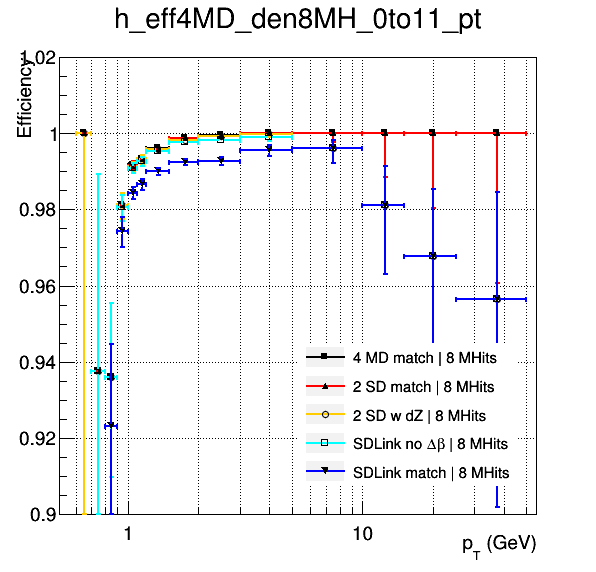 h_eff4MD_den8MH_0to11_pt
Efficiency
1.02
1
0.98
0.96
0.94
0.92
0.9
4 MD match | 8 MHits
2 SD match | 8 MHits
2 SD w dZ | 8 MHits
SDLink no Δβ | 8 MHits
SDLink match | 8 MHits
1
10
p_T (GeV)